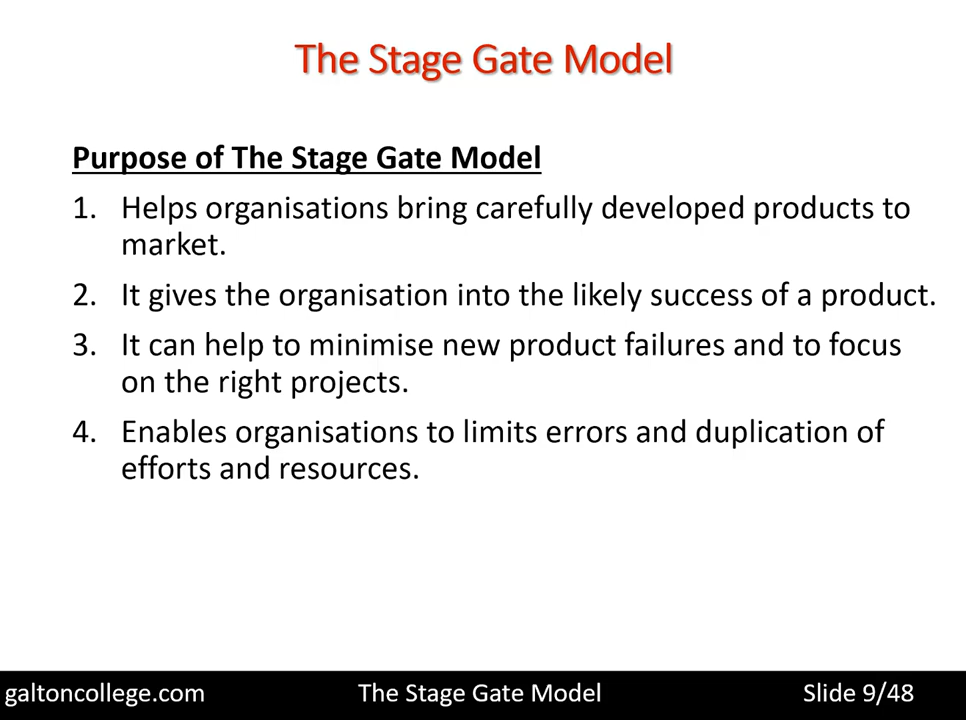 The Stage Gate Model
Purpose of The Stage Gate Model
1. Helps organisations bring carefully developed products to
market.
2. It gives the organisation into the likely success of a product.
3. It can help to minimise new product failures and to focus
on the right projects.
4. Enables organisations to limits errors and duplication of
efforts and resources.
galtoncollege.com The Stage Gate Model Slide 9/48